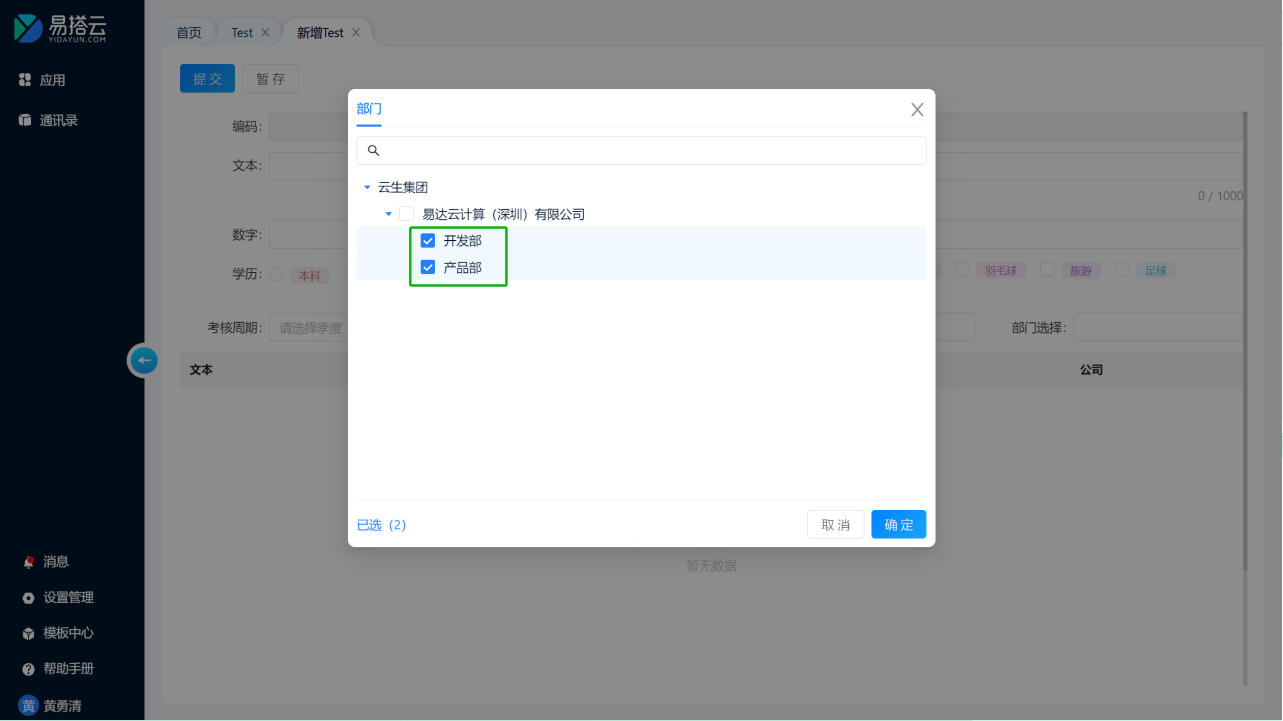 易搭云
YIDAYUN.COM
应用
通讯录
消息
设置管理
模板中心
帮助手册
黄 黄勇清
首页 Test 新增Test
提交 暂存
编码:
文本:
0 / 1000
数字:
学历: 本科
羽毛球 旅游 足球
考核周期: 请选择季度 部门选择:
文本 公司
暂无数据
部门
云生集团
易达云计算（深圳）有限公司
开发部
产品部
已选（2）
取消 确定